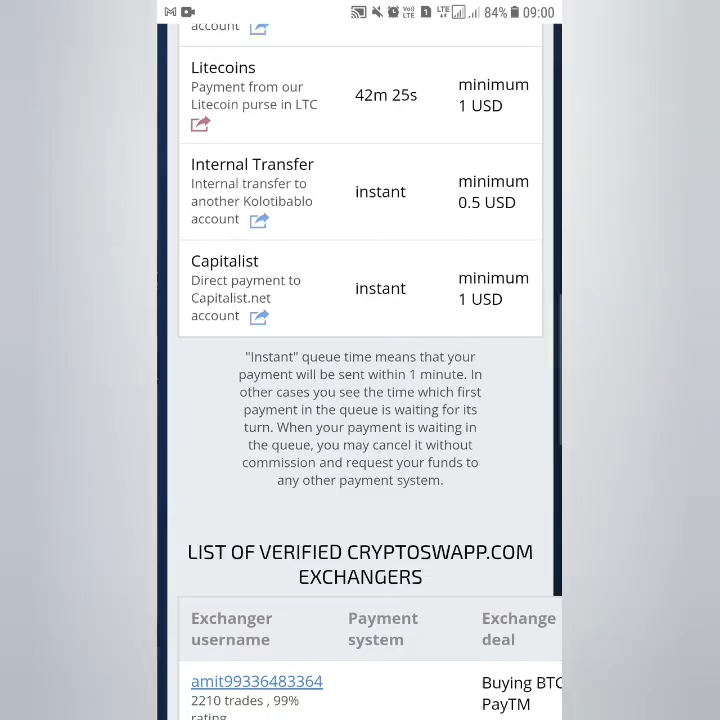 84% 09:00
account
Litecoins
Payment from our
Litecoin purse in LTC
42m 25s
minimum
1 USD
Internal Transfer
Internal transfer to
another Kolotibablo
account
instant
minimum
0.5 USD
Capitalist
Direct payment to
Capitalist.net
account
instant
minimum
1 USD
"Instant" queue time means that your
payment will be sent within 1 minute. In
other cases you see the time which first
payment in the queue is waiting for its
turn. When your payment is waiting in
the queue, you may cancel it without
commission and request your funds to
any other payment system.
LIST OF VERIFIED CRYPTOSWAPP.COM
EXCHANGERS
Exchanger
username
Payment
system
Exchange
deal
amit99336483364
2210 trades , 99%
rating
Buying BTC
PayTM